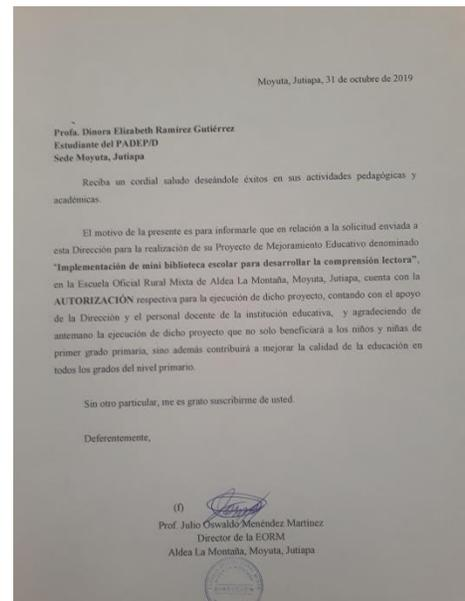 Moyuta, Jutiapa, 31 de octubre de 2019
Profa. Dinora Elizabeth Ramírez Gutiérrez
Estudiante del PADEP/D
Sede Moyuta, Jutiapa
Reciba un cordial saludo deseándole éxitos en sus actividades pedagógicas y
académicas.
El motivo de la presente es para informarle que en relación a la solicitud enviada a
esta Dirección para la realización de su Proyecto de Mejoramiento Educativo denominado
"Implementación de mini biblioteca escolar para desarrollar la comprensión lectora",
en la Escuela Oficial Rural Mixta de Aldea La Montaña, Moyuta, Jutiapa, cuenta con la
AUTORIZACIÓN respectiva para la ejecución de dicho proyecto, contando con el apoyo
de la Dirección y el personal docente de la institución educativa, y agradeciendo de
antemano la ejecución de dicho proyecto que no solo beneficiará a los niños y niñas de
primer grado primaria, sino además contribuirá a mejorar la calidad de la educación en
todos los grados del nivel primario.
Sin otro particular, me es grato suscribirme de usted.
Deferentemente,
(f)
Prof. Julio Oswaldo Menéndez Martínez
Director de la EORM
Aldea La Montaña, Moyuta, Jutiapa